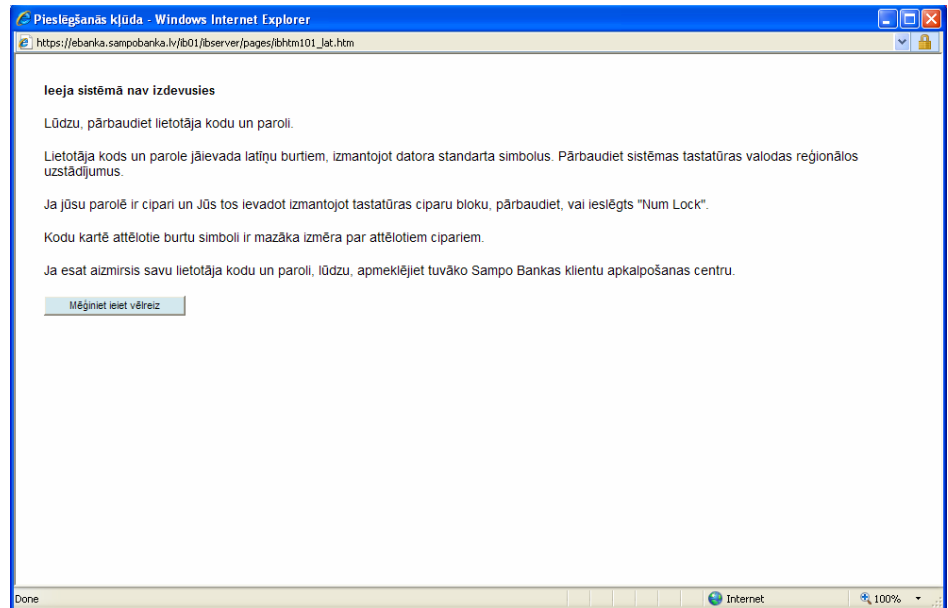 Pieslēgšanās kļūda - Windows Internet Explorer
https://ebanka.sampobanka.lv/ib01/ibserver/pages/ibhtm101_lat.htm
Ieeja sistēmā nav izdevusies
Lūdzu, pārbaudiet lietotāja kodu un paroli.
Lietotāja kods un parole jāievada latīņu burtiem, izmantojot datora standarta simbolus. Pārbaudiet sistēmas tastatūras valodas reģionālos
uzstādījumus.
Ja jūsu parolē ir cipari un Jūs tos ievadot izmantojot tastatūras ciparu bloku, pārbaudiet, vai ieslēgts "Num Lock".
Kodu kartē attēlotie burtu simboli ir mazāka izmēra par attēlotiem cipariem.
Ja esat aizmirsis savu lietotāja kodu un paroli, lūdzu, apmeklējiet tuvāko Sampo Bankas klientu apkalpošanas centru.
Mēģiniet ieiet vēlreiz
Done Internet 100%